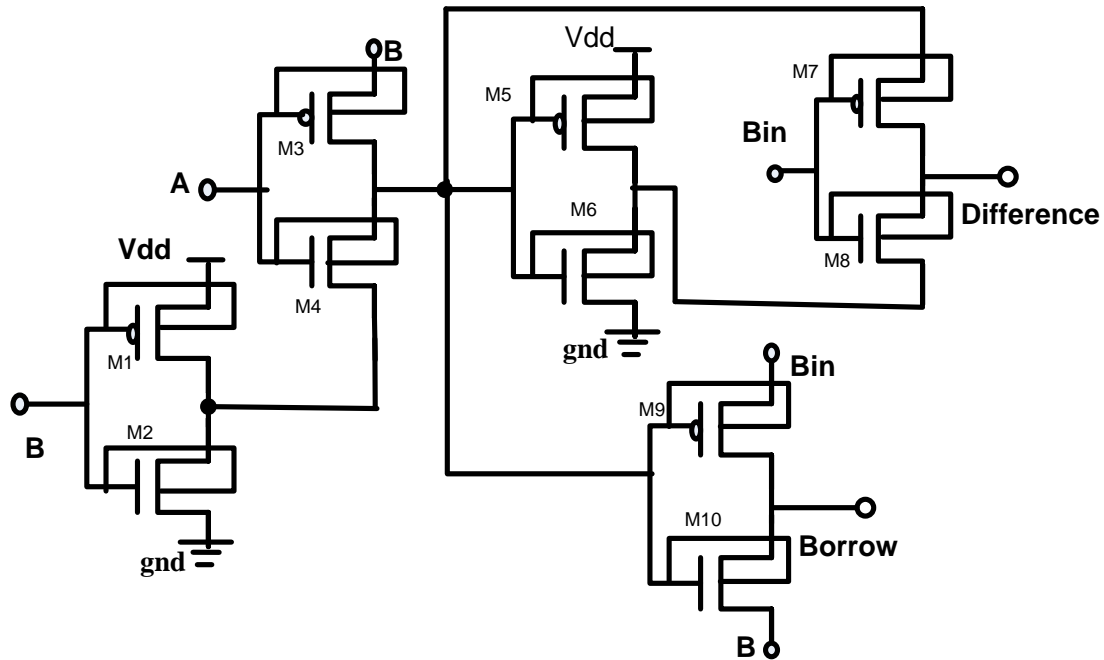 B
Vdd
M7
M5
Bin
M3
A
M6
Difference
Vdd
M4
M8
gnd
M1
Bin
M9
B
M2
M10
Borrow
gnd
B